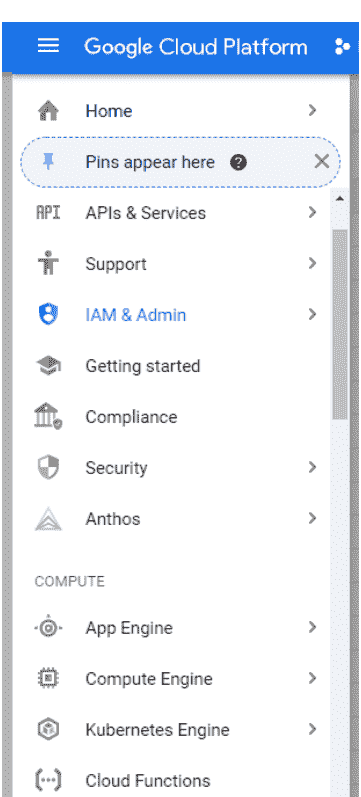 Google Cloud Platform
Home
Pins appear here
API APIs & Services
Support
IAM & Admin
Getting started
Compliance
Security
Anthos
COMPUTE
App Engine
Compute Engine
Kubernetes Engine
Cloud Functions